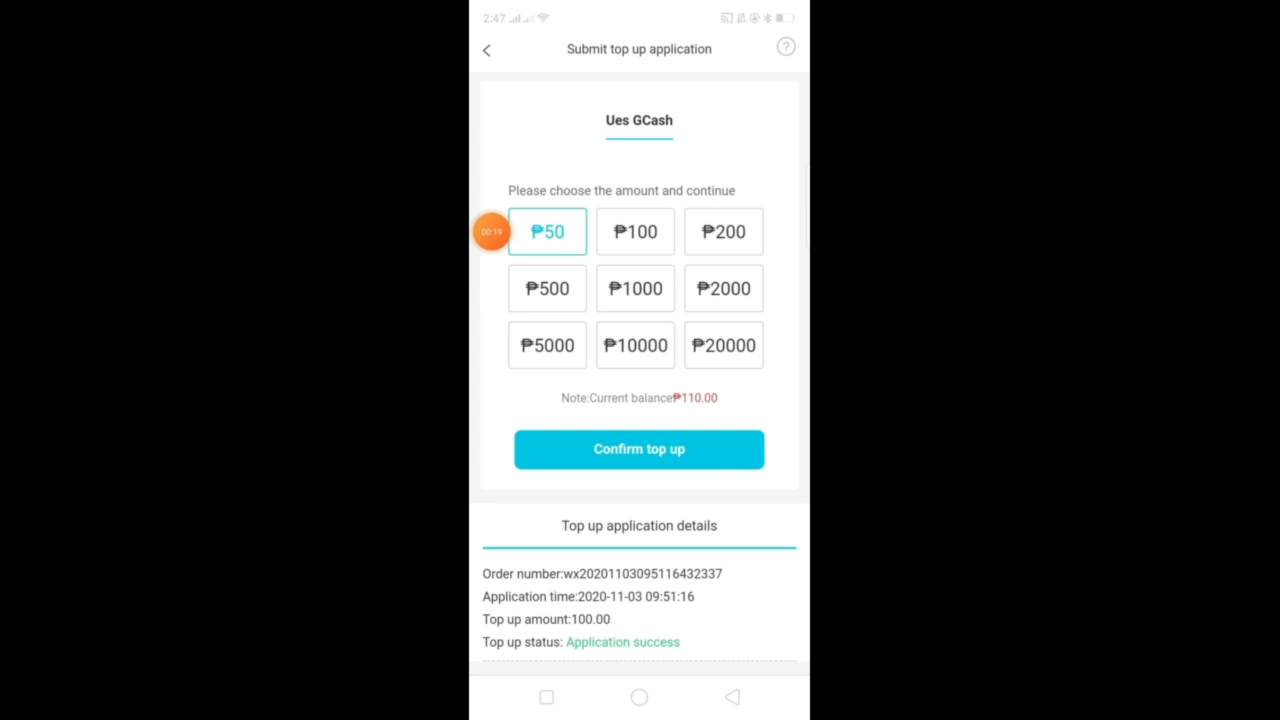 2:47
Submit top up application
?
Ues GCash
Please choose the amount and continue
00:19
₱50 ₱100 ₱200
₱500 ₱1000 ₱2000
₱5000 ₱10000 ₱20000
Note:Current balance₱110.00
Confirm top up
Top up application details
Order number:wx20201103095116432337
Application time:2020-11-03 09:51:16
Top up amount:100.00
Top up status: Application success